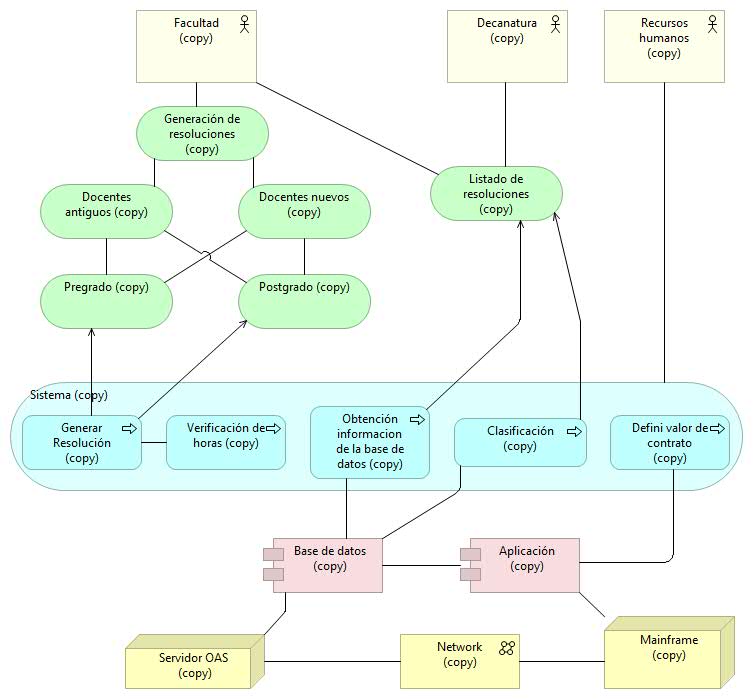 Facultad
(copy)
Decanatura
(copy)
Recursos
humanos
(copy)
Generación de
resoluciones
(copy)
Listado de
resoluciones
(copy)
Docentes
antiguos (copy)
Docentes nuevos
(copy)
Pregrado (copy)
Postgrado (copy)
Sistema (copy)
Generar
Resolución
(copy)
Verificación de
horas (copy)
Obtención
informacion
de la base de
datos (copy)
Clasificación
(copy)
Defini valor de
contrato
(copy)
Base de datos
(copy)
Aplicación
(copy)
Servidor OAS
(copy)
Network
(copy)
Mainframe
(copy)